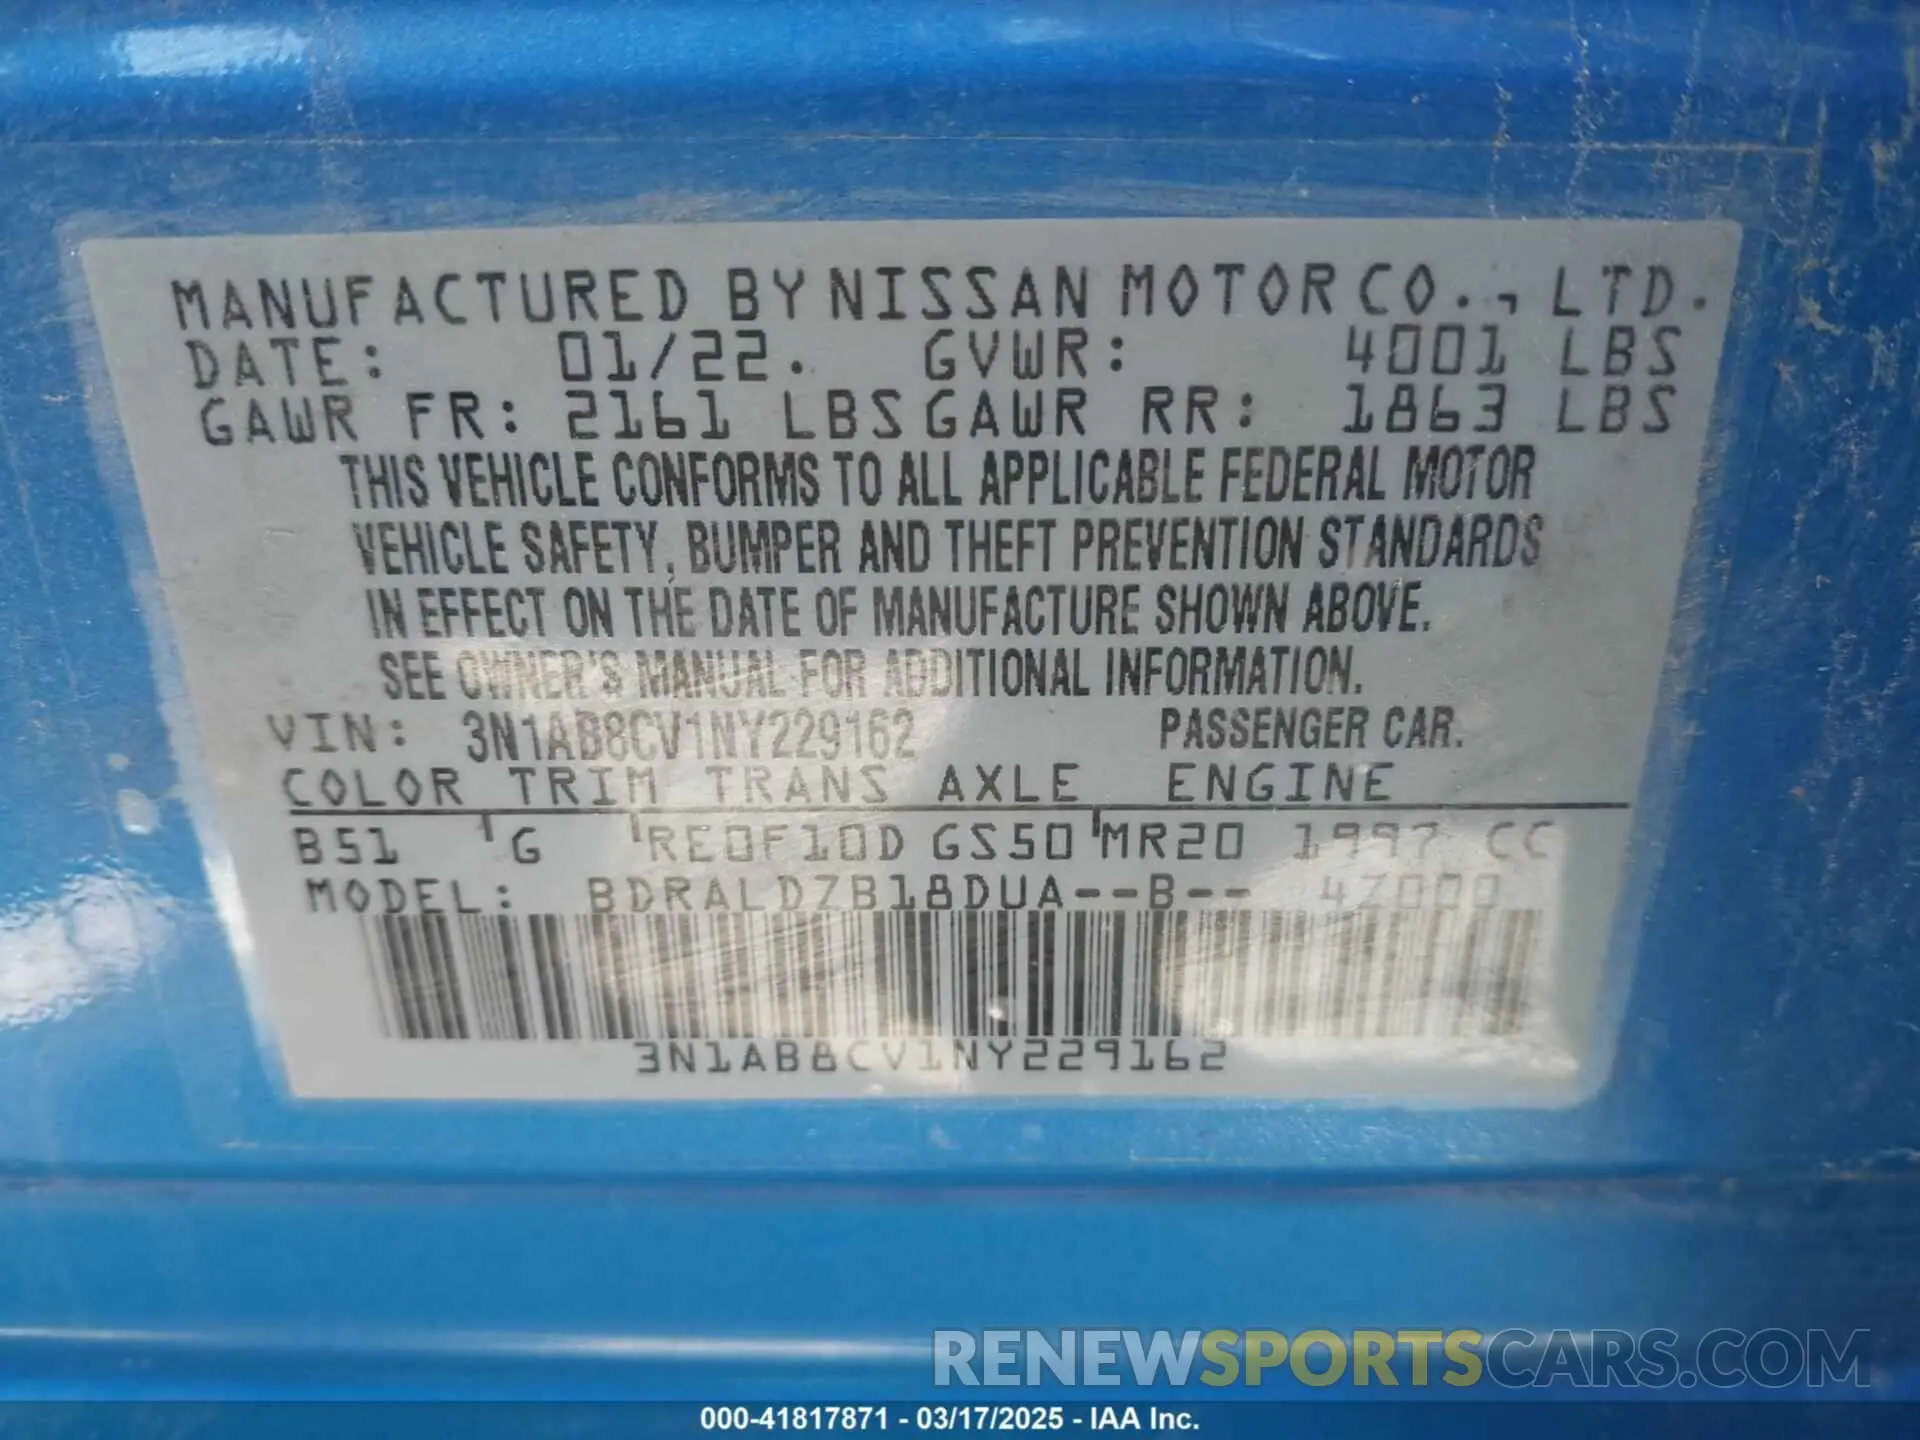 MANUFACTURED BY NISSAN MOTOR CO., LTD.
DATE: 01/22. GVWR: 4001 LBS
GAWR FR: 2161 LBS GAWR RR: 1863 LBS
THIS VEHICLE CONFORMS TO ALL APPLICABLE FEDERAL MOTOR
VEHICLE SAFETY, BUMPER AND THEFT PREVENTION STANDARDS
IN EFFECT ON THE DATE OF MANUFACTURE SHOWN ABOVE.
SEE OWNER'S MANUAL FOR ADDITIONAL INFORMATION.
VIN: 3N1AB8CV1NY229162 PASSENGER CAR.
COLOR TRIM TRANS AXLE ENGINE
B51 G RE0F10D GS50 MR20 1997 CC
MODEL: BDRALDZB18DUA--B-- 4Z000
3N1AB8CV1NY229162
RENEWSPORTSCARS.COM
000-41817871 - 03/17/2025 - IAA Inc.